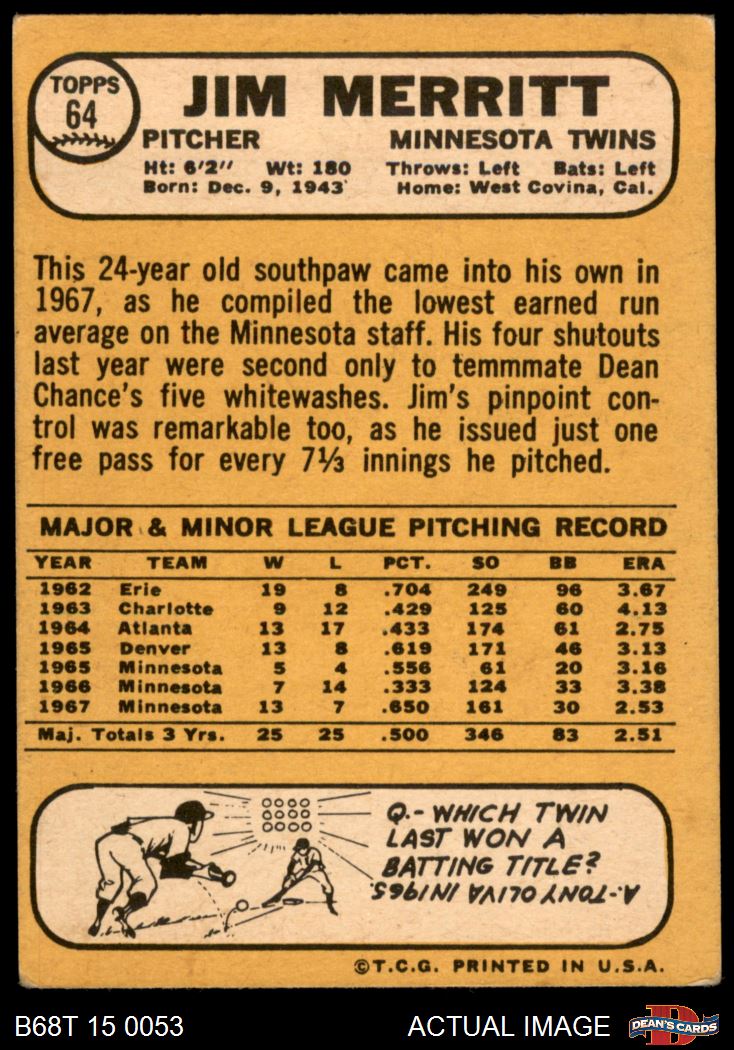 TOPPS
64
JIM MERRITT
PITCHER MINNESOTA TWINS
Ht: 6'2" Wt: 180 Throws: Left Bats: Left
Born: Dec. 9, 1943 Home: West Covina, Cal.
This 24-year old southpaw came into his own in
1967, as he compiled the lowest earned run
average on the Minnesota staff. His four shutouts
last year were second only to temmmate Dean
Chance's five whitewashes. Jim's pinpoint con-
trol was remarkable too, as he issued just one
free pass for every 7⅓ innings he pitched.
MAJOR & MINOR LEAGUE PITCHING RECORD
YEAR TEAM W L PCT. SO BB ERA
1962 Erie 19 8 .704 249 96 3.67
1963 Charlotte 9 12 .429 125 60 4.13
1964 Atlanta 13 17 .433 174 61 2.75
1965 Denver 13 8 .619 171 46 3.13
1965 Minnesota 5 4 .556 61 20 3.16
1966 Minnesota 7 14 .333 124 33 3.38
1967 Minnesota 13 7 .650 161 30 2.53
Maj. Totals 3 Yrs. 25 25 .500 346 83 2.51
Q.- WHICH TWIN
LAST WON A
BATTING TITLE?
A.-TONY OLIVA IN 1965
©T.C.G. PRINTED IN U.S.A.
B68T 15 0053 ACTUAL IMAGE DEAN'S CARDS